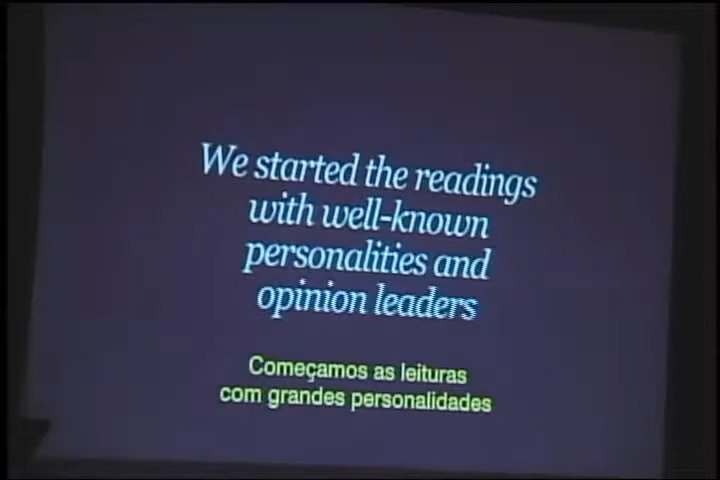 We started the readings
with well-known
personalities and
opinion leaders
Começamos as leituras
com grandes personalidades